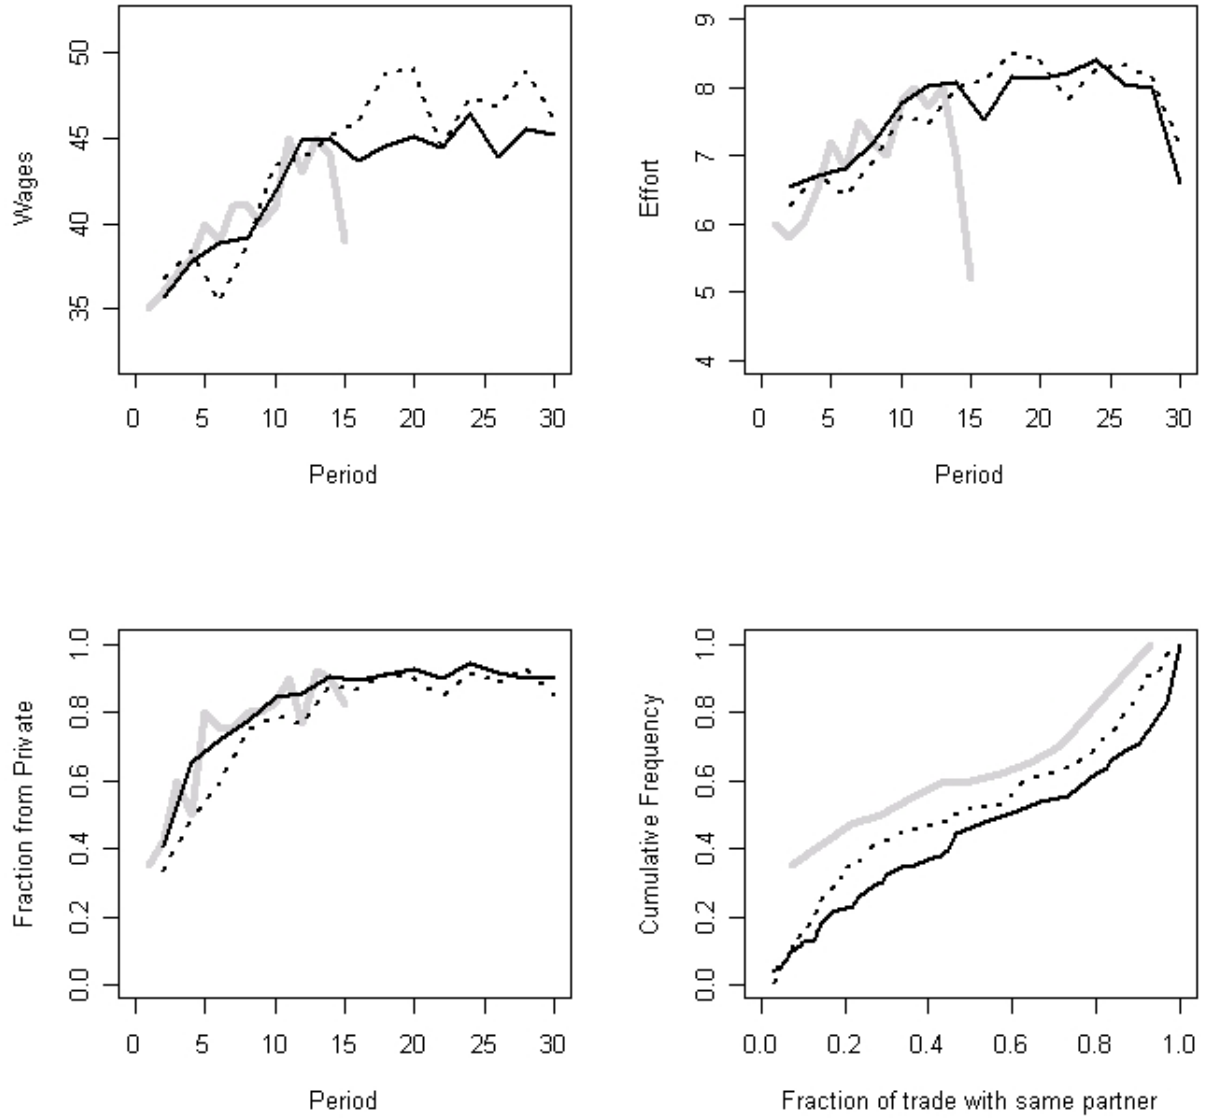 Wages
50
45
40
35
0 5 10 15 20 25 30
Period
Effort
9
8
7
6
5
4
0 5 10 15 20 25 30
Period
Fraction from Private
1.0
0.8
0.6
0.4
0.2
0.0
0 5 10 15 20 25 30
Period
Cumulative Frequency
1.0
0.8
0.6
0.4
0.2
0.0
0.0 0.2 0.4 0.6 0.8 1.0
Fraction of trade with same partner